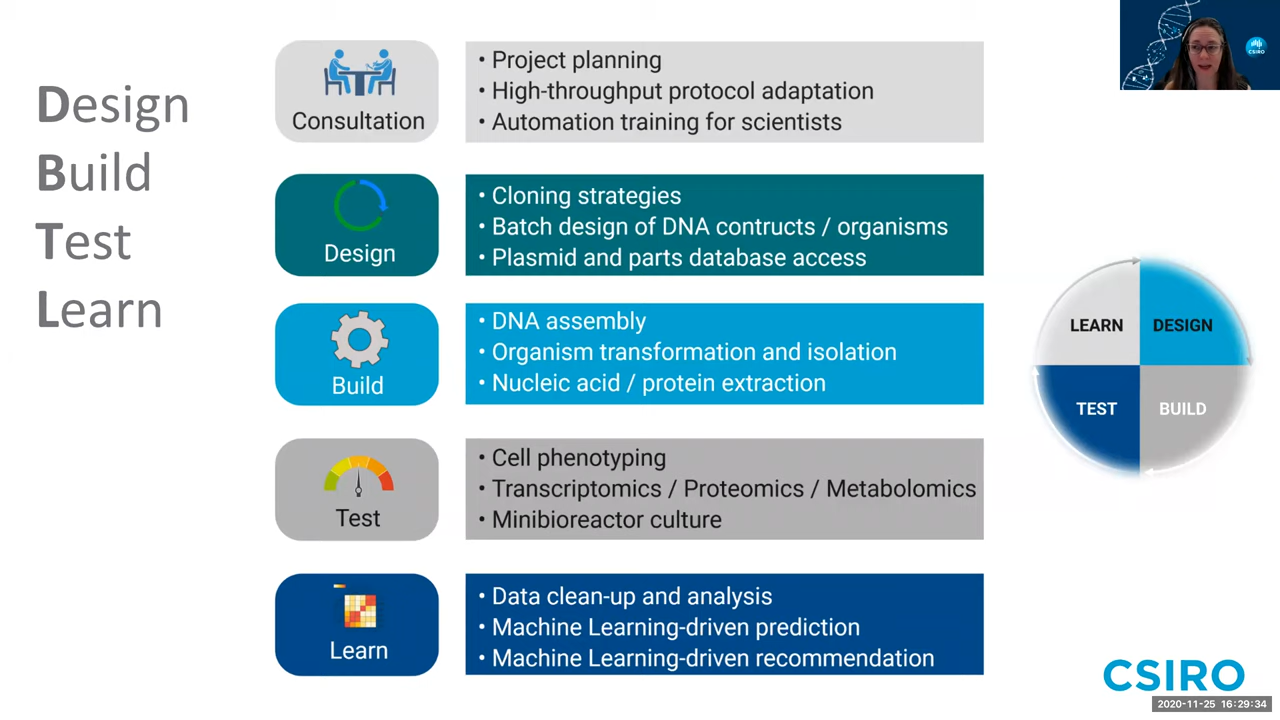 Design
Build
Test
Learn
Consultation
• Project planning
• High-throughput protocol adaptation
• Automation training for scientists
Design
• Cloning strategies
• Batch design of DNA contructs / organisms
• Plasmid and parts database access
Build
• DNA assembly
• Organism transformation and isolation
• Nucleic acid / protein extraction
Test
• Cell phenotyping
• Transcriptomics / Proteomics / Metabolomics
• Minibioreactor culture
Learn
• Data clean-up and analysis
• Machine Learning-driven prediction
• Machine Learning-driven recommendation
LEARN DESIGN
TEST BUILD
CSIRO
CSIRO
2020-11-25 16:29:34